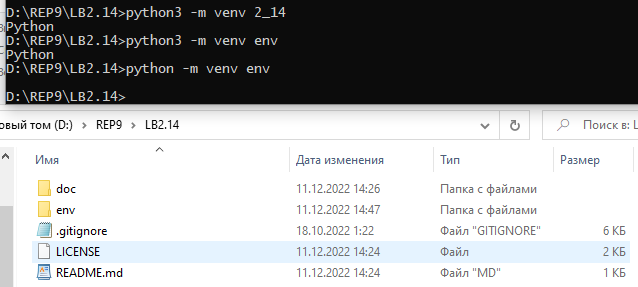 D:\REP9\LB2.14>python3 -m venv 2_14
Python
D:\REP9\LB2.14>python3 -m venv env
Python
D:\REP9\LB2.14>python -m venv env
D:\REP9\LB2.14>
овый том (D:) > REP9 > LB2.14
Поиск в: L
Имя Дата изменения Тип Размер
doc 11.12.2022 14:26 Папка с файлами
env 11.12.2022 14:47 Папка с файлами
.gitignore 18.10.2022 1:22 Файл "GITIGNORE" 6 КБ
LICENSE 11.12.2022 14:24 Файл 2 КБ
README.md 11.12.2022 14:24 Файл "MD" 1 КБ